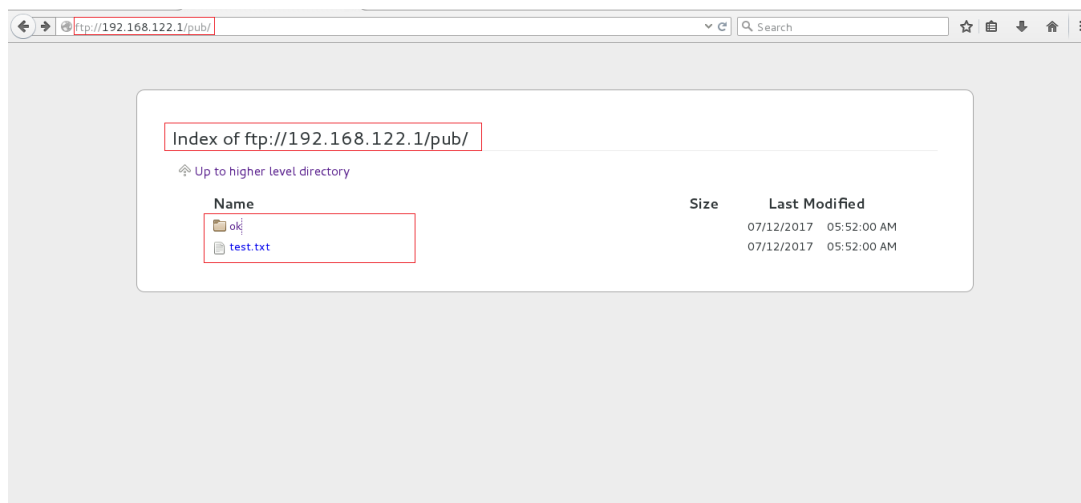 ftp://192.168.122.1/pub/
Search
Index of ftp://192.168.122.1/pub/
Up to higher level directory
Name Size Last Modified
ok 07/12/2017 05:52:00 AM
test.txt 07/12/2017 05:52:00 AM